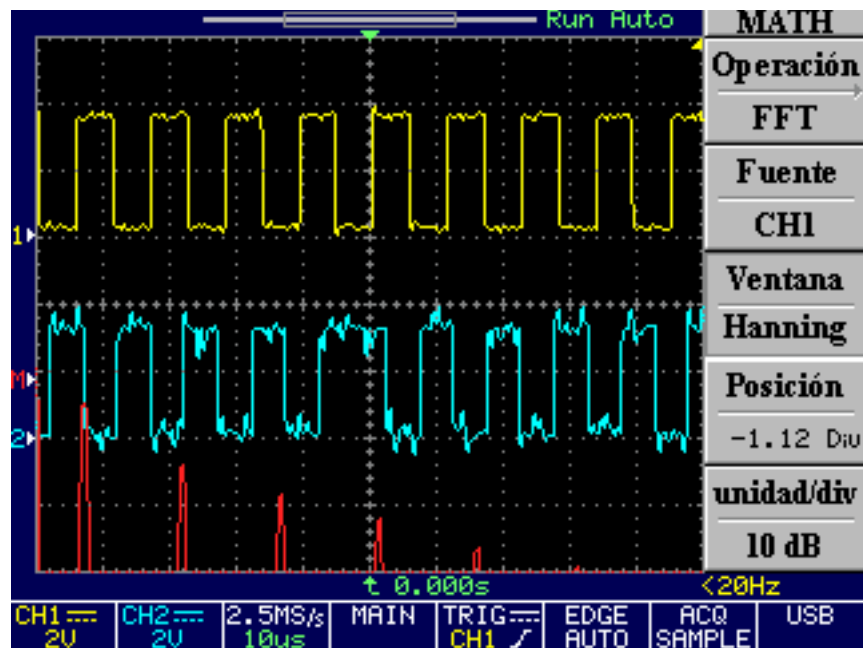 Run Auto
MATH
Operación
FFT
Fuente
CH1
Ventana
Hanning
Posición
-1.12 Div
unidad/div
10 dB
1
M
2
0.000s
<20Hz
CH1 2V
CH2 2V
2.5MS/s 10us
MAIN
TRIG CH1
EDGE AUTO
ACQ SAMPLE
USB